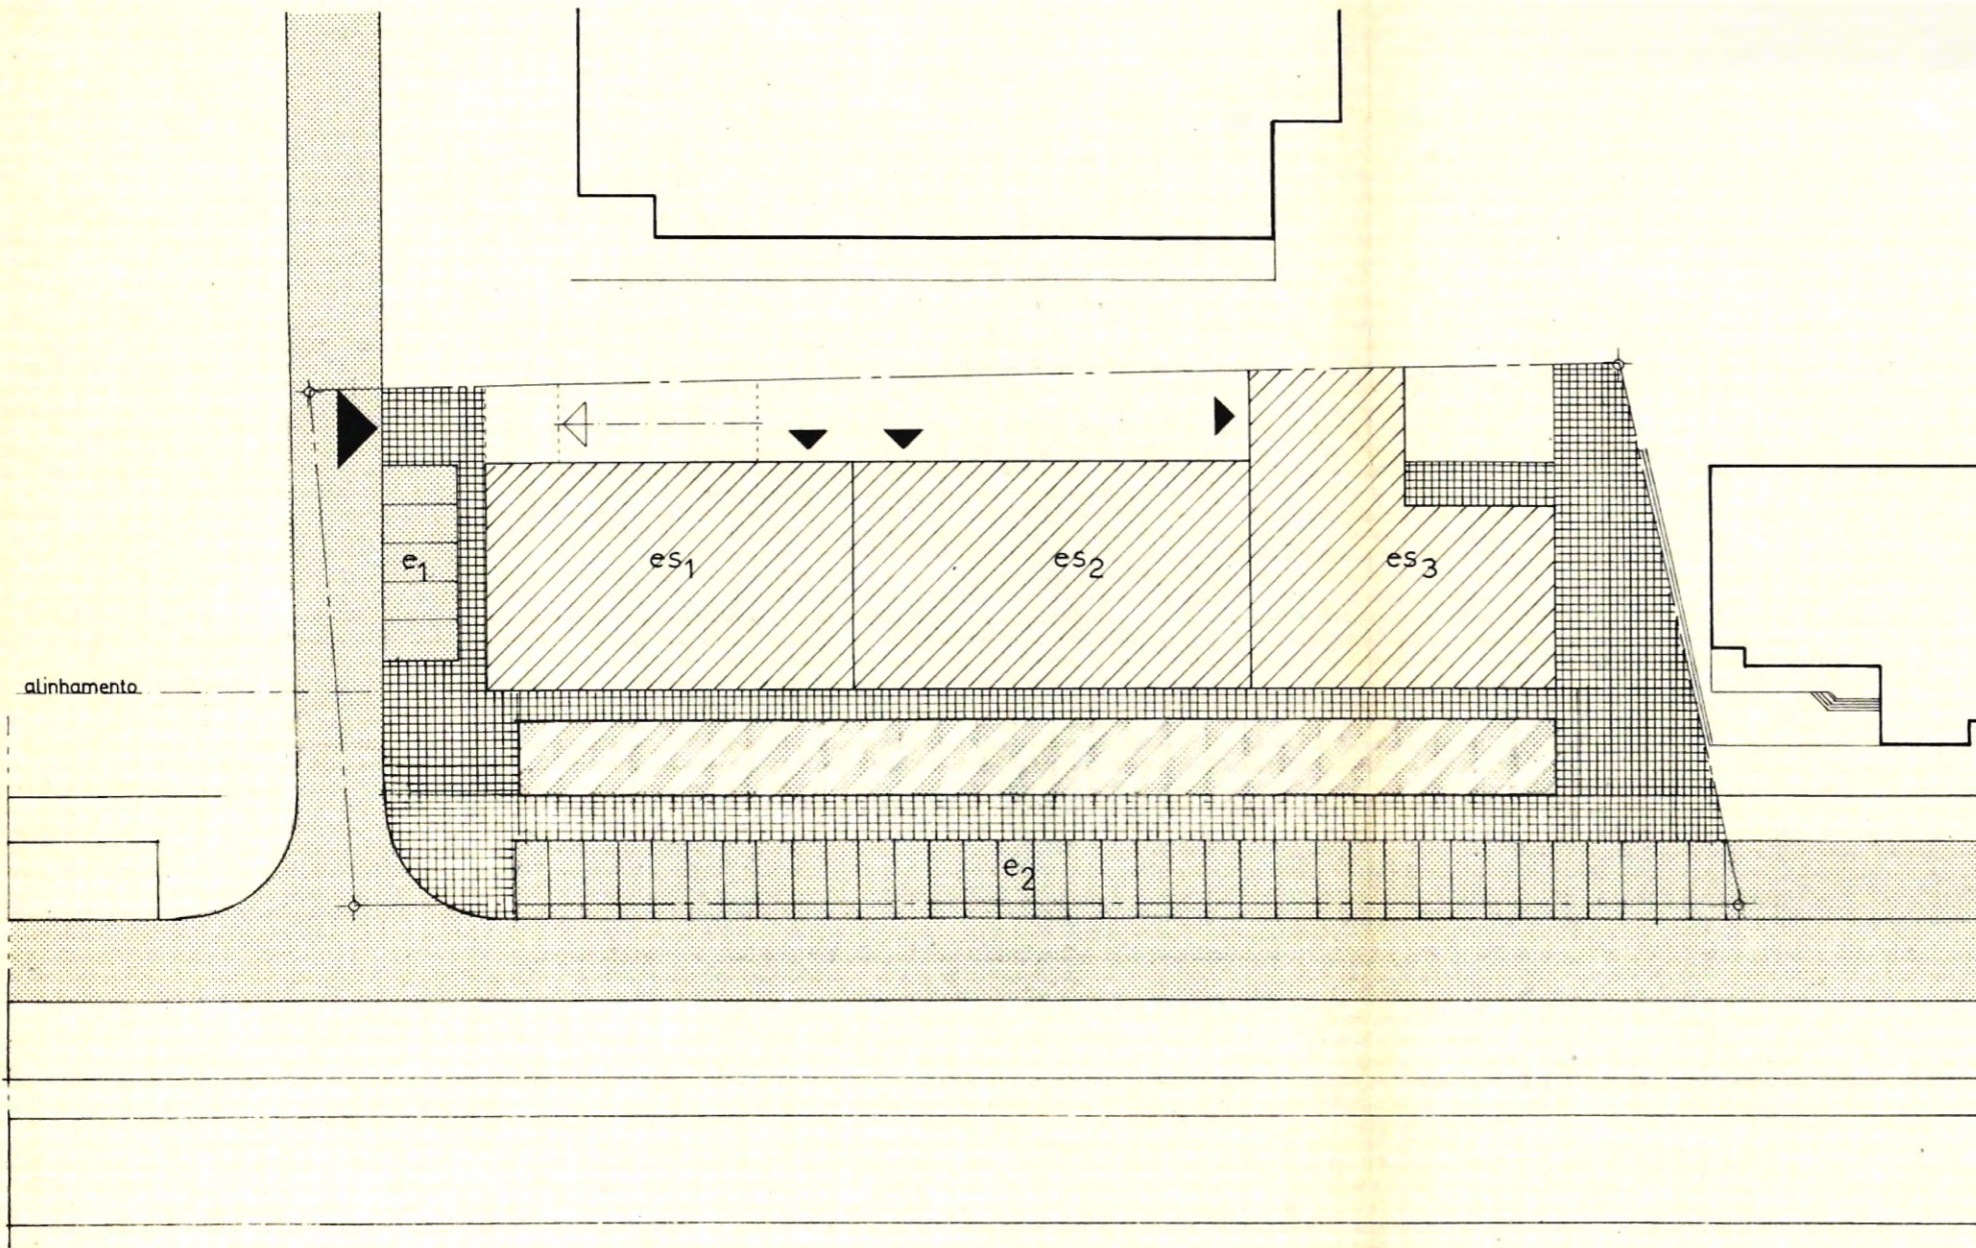 e₁
es₁
es₂
es₃
alinhamento
e₂